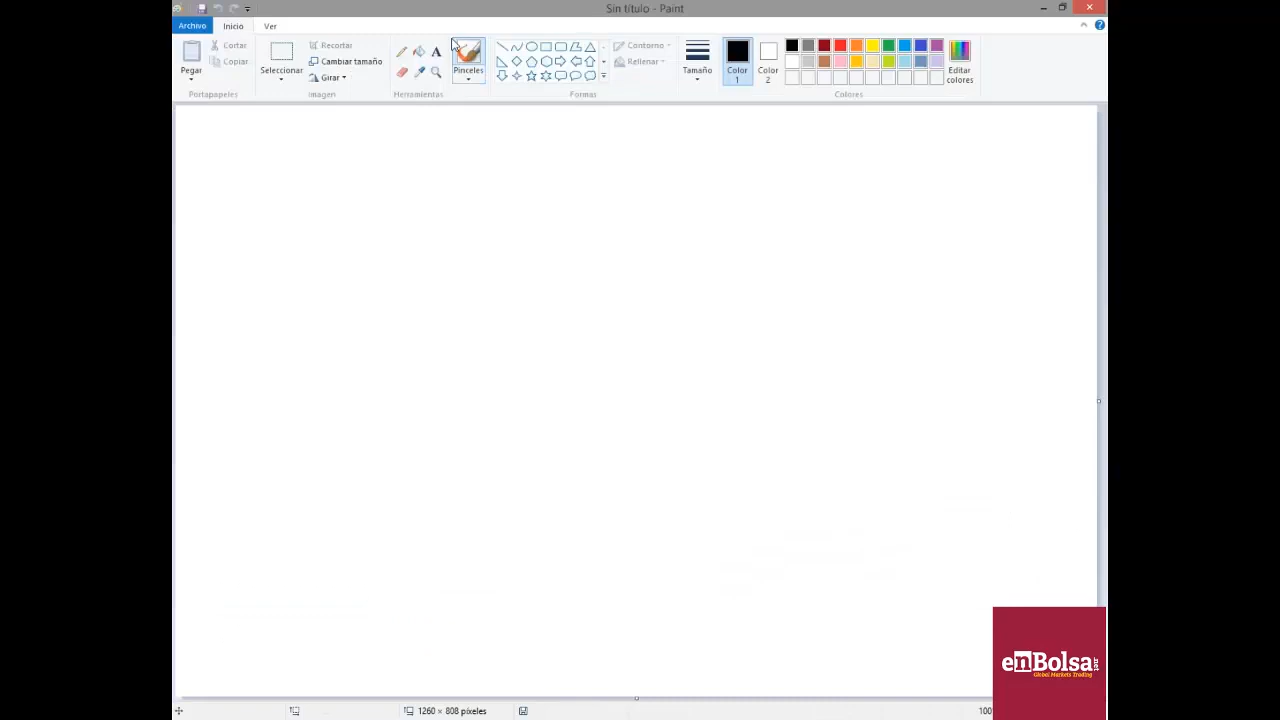 Sin título - Paint
Archivo Inicio Ver
Pegar
Cortar
Copiar
Portapapeles
Seleccionar
Recortar
Cambiar tamaño
Girar
Imagen
A
Herramientas
Pinceles
Contorno
Rellenar
Formas
Tamaño
Color
1
Color
2
Editar
colores
Colores
enBolsa.net
Global Markets Trading
1260 × 808 píxeles
100